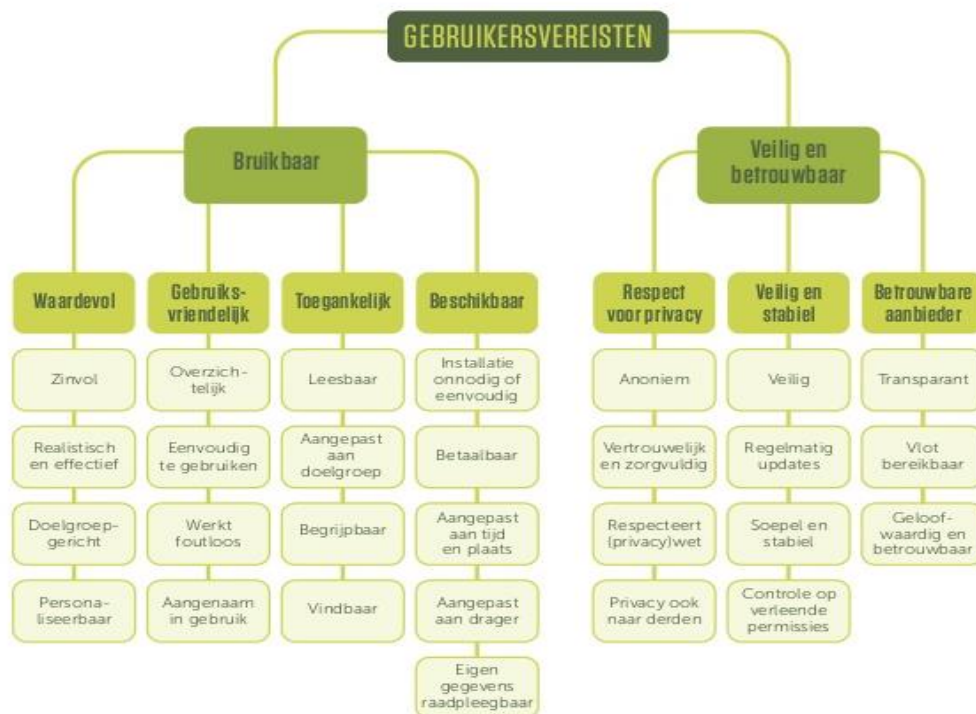 GEBRUIKERSVEREISTEN
Bruikbaar
Veilig en
betrouwbaar
Waardevol
Gebruiks-
vriendelijk
Toegankelijk
Beschikbaar
Respect
voor privacy
Veilig en
stabiel
Betrouwbare
aanbieder
Zinvol
Overzich-
telijk
Leesbaar
Installatie
onnodig of
eenvoudig
Anoniem
Veilig
Transparant
Realistisch
en effectief
Eenvoudig
te gebruiken
Aangepast
aan
doelgroep
Betaalbaar
Vertrouwelijk
en zorgvuldig
Regelmatig
updates
Vlot
bereikbaar
Doelgroep-
gericht
Werkt
foutloos
Begrijpbaar
Aangepast
aan tijd
en plaats
Respecteert
(privacy)wet
Soepel en
stabiel
Geloof-
waardig en
betrouwbaar
Persona-
liseerbaar
Aangenaam
in gebruik
Vindbaar
Aangepast
aan drager
Privacy ook
naar derden
Controle op
verleende
permissies
Eigen
gegevens
raadpleegbaar